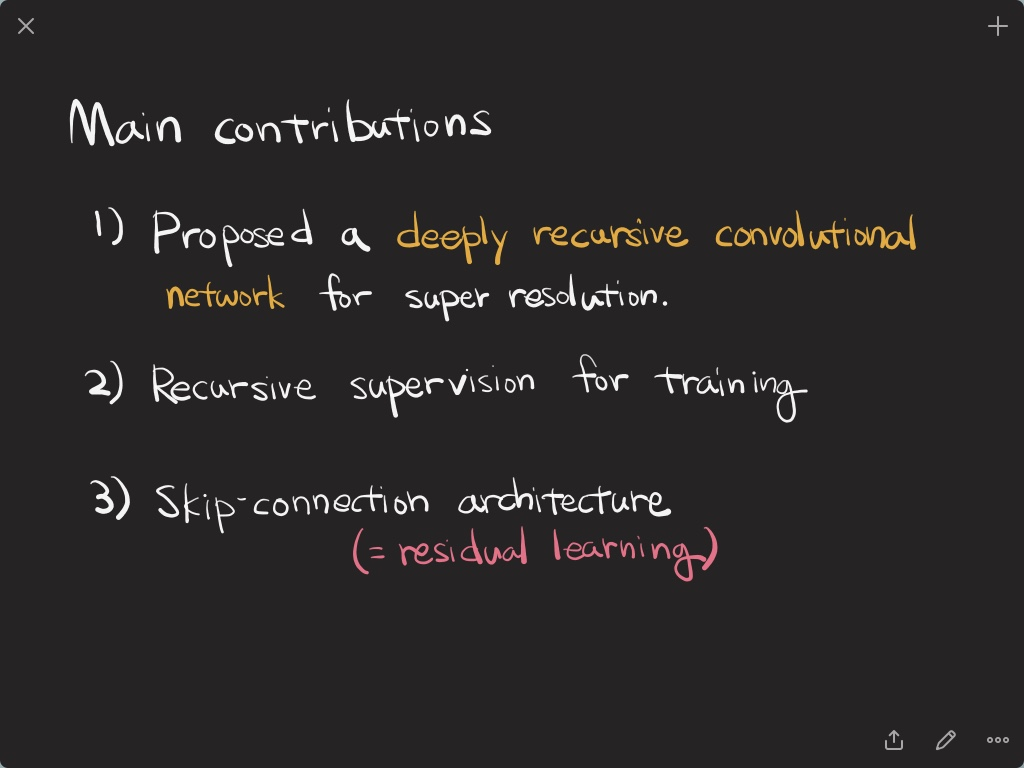 Main contributions
1) Proposed a deeply recursive convolutional
network for super resolution.
2) Recursive supervision for training
3) Skip-connection architecture
(= residual learning)